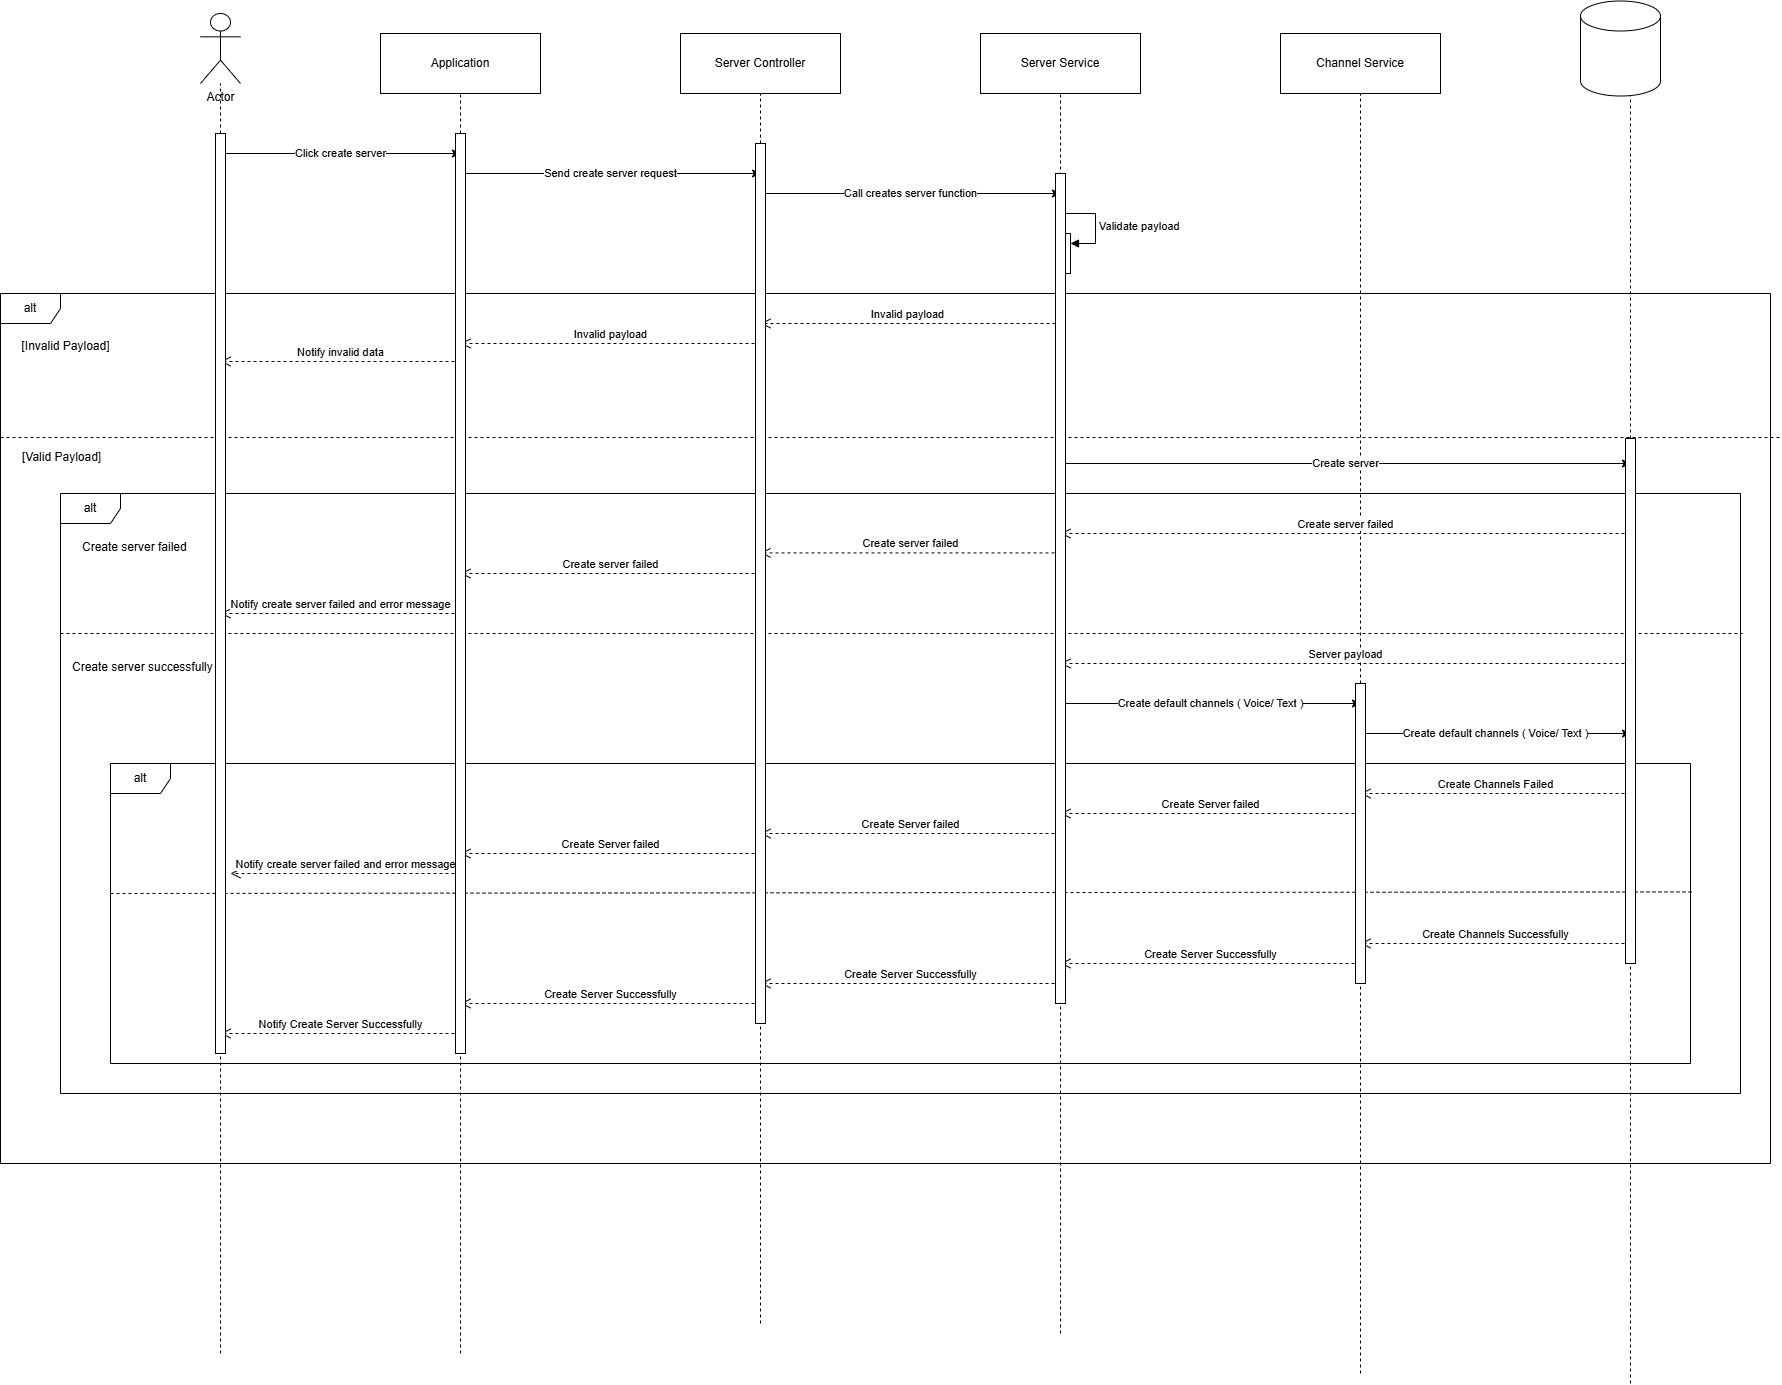 Actor
Application
Server Controller
Server Service
Channel Service
Click create server
Send create server request
Call creates server function
Validate payload
alt
Invalid payload
Invalid payload
[Invalid Payload]
Notify invalid data
[Valid Payload]
Create server
alt
Create server failed
Create server failed
Create server failed
Create server failed
Notify create server failed and error message
Server payload
Create server successfully
Create default channels ( Voice/ Text )
Create default channels ( Voice/ Text )
alt
Create Channels Failed
Create Server failed
Create Server failed
Create Server failed
Notify create server failed and error message
Create Channels Successfully
Create Server Successfully
Create Server Successfully
Create Server Successfully
Notify Create Server Successfully